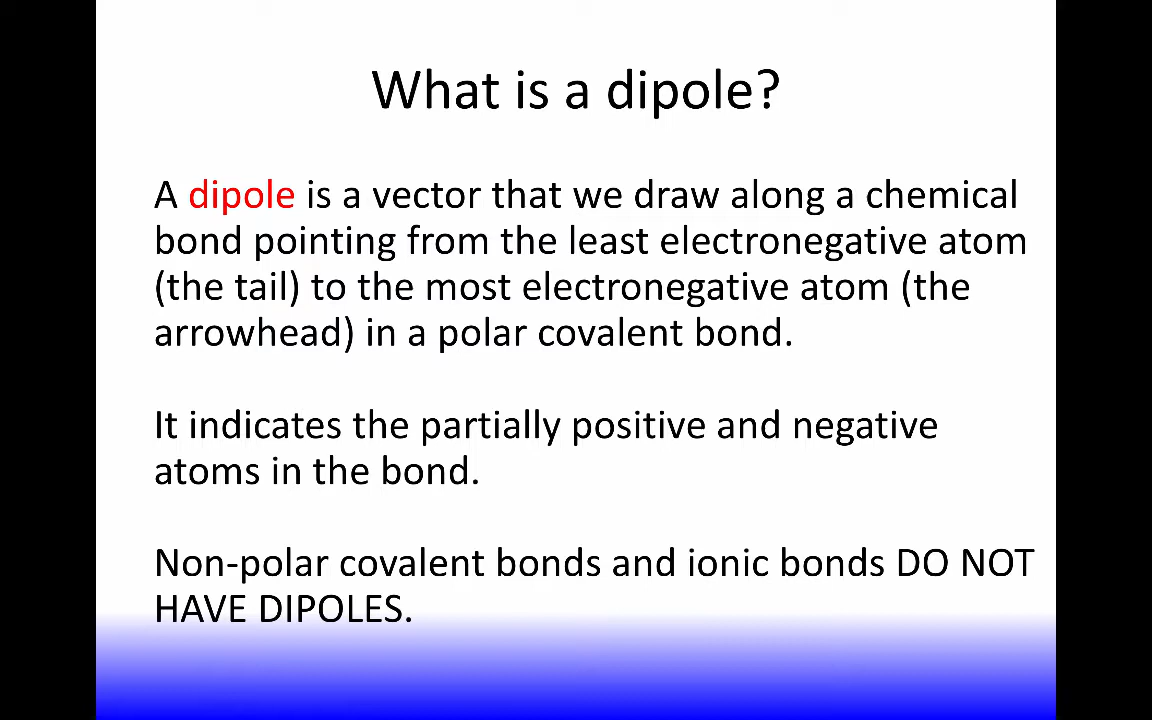 What is a dipole?
A dipole is a vector that we draw along a chemical
bond pointing from the least electronegative atom
(the tail) to the most electronegative atom (the
arrowhead) in a polar covalent bond.
It indicates the partially positive and negative
atoms in the bond.
Non-polar covalent bonds and ionic bonds DO NOT
HAVE DIPOLES.